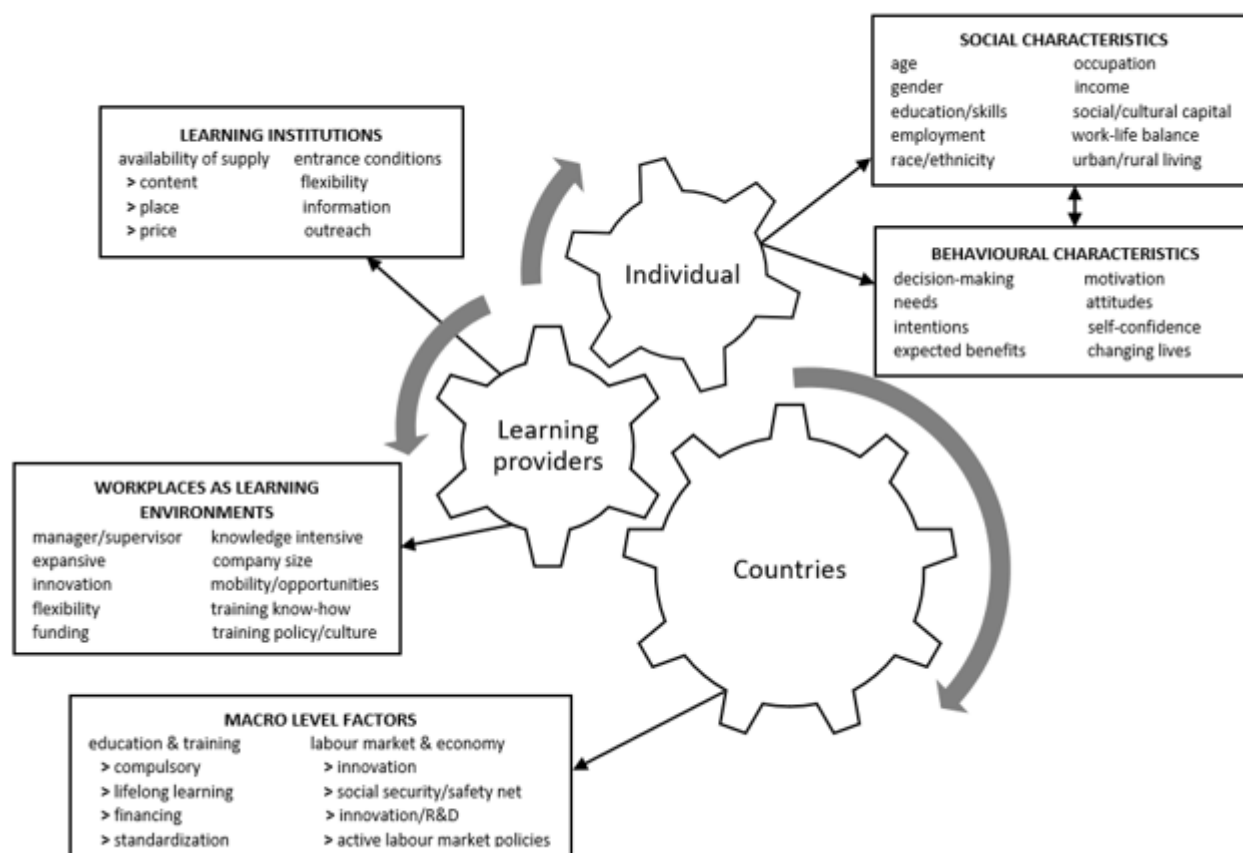 SOCIAL CHARACTERISTICS
age occupation
gender income
education/skills social/cultural capital
employment work-life balance
race/ethnicity urban/rural living
LEARNING INSTITUTIONS
availability of supply entrance conditions
> content flexibility
> place information
> price outreach
Individual
BEHAVIOURAL CHARACTERISTICS
decision-making motivation
needs attitudes
intentions self-confidence
expected benefits changing lives
Learning
providers
WORKPLACES AS LEARNING
ENVIRONMENTS
manager/supervisor knowledge intensive
expansive company size
innovation mobility/opportunities
flexibility training know-how
funding training policy/culture
Countries
MACRO LEVEL FACTORS
education & training labour market & economy
> compulsory > innovation
> lifelong learning > social security/safety net
> financing > innovation/R&D
> standardization > active labour market policies